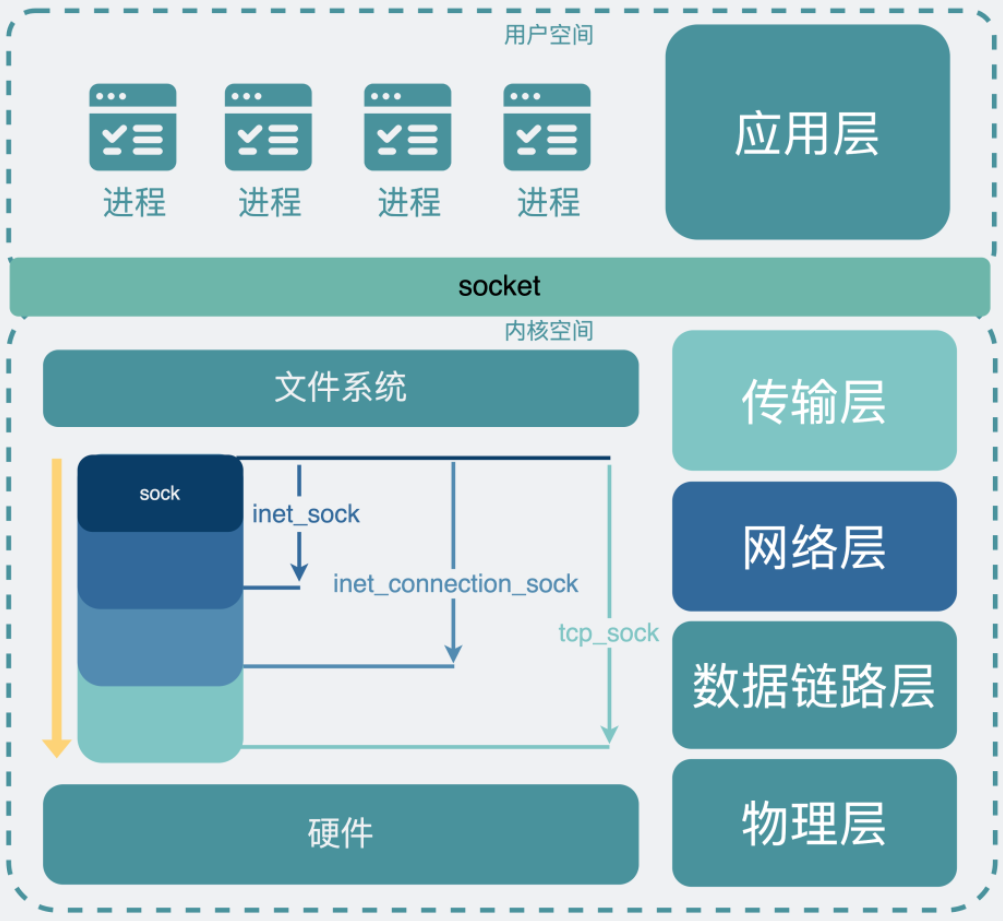 用户空间
应用层
进程
进程
进程
进程
socket
内核空间
文件系统
传输层
sock
inet_sock
网络层
inet_connection_sock
tcp_sock
数据链路层
硬件
物理层